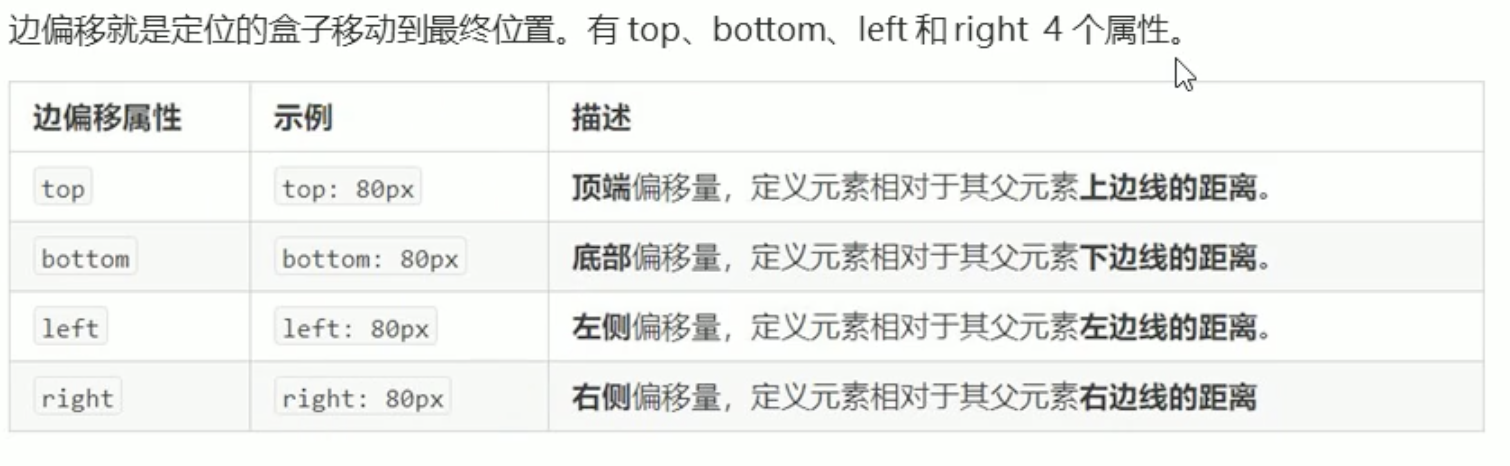 边偏移就是定位的盒子移动到最终位置。有 top、bottom、left 和 right 4 个属性。
边偏移属性 示例 描述
top top: 80px 顶端偏移量，定义元素相对于其父元素上边线的距离。
bottom bottom: 80px 底部偏移量，定义元素相对于其父元素下边线的距离。
left left: 80px 左侧偏移量，定义元素相对于其父元素左边线的距离。
right right: 80px 右侧偏移量，定义元素相对于其父元素右边线的距离